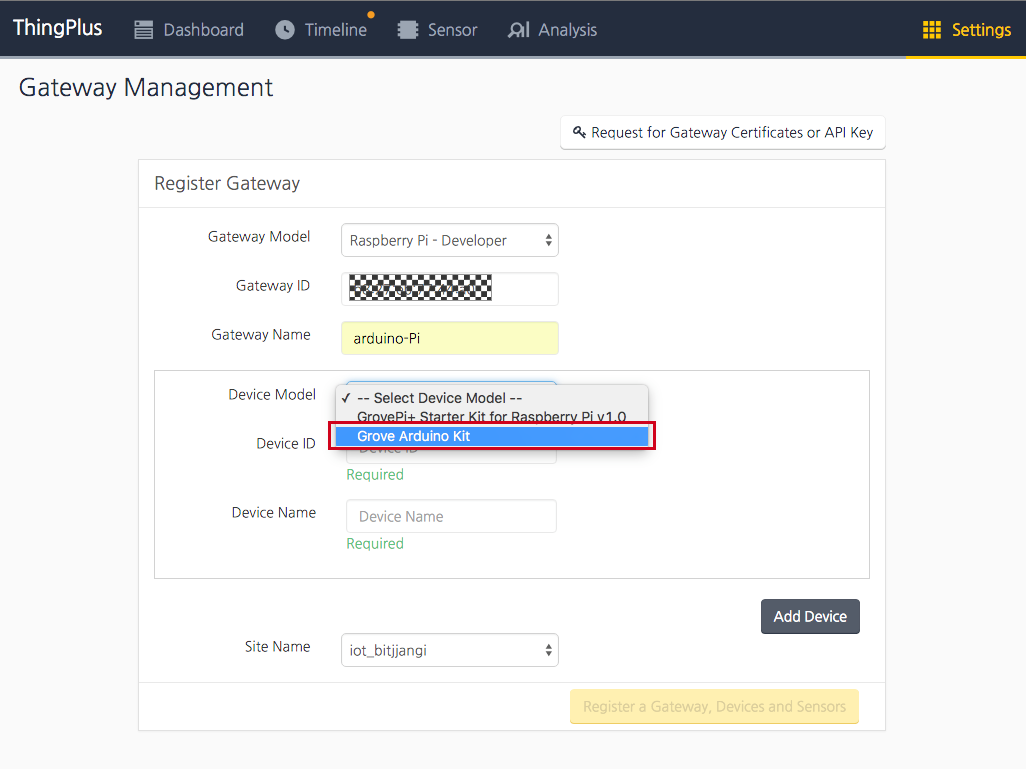 ThingPlus Dashboard Timeline Sensor Analysis Settings
Gateway Management
Request for Gateway Certificates or API Key
Register Gateway
Gateway Model Raspberry Pi - Developer
Gateway ID
Gateway Name arduino-Pi
Device Model -- Select Device Model --
GrovePi+ Starter Kit for Raspberry Pi v1.0
Grove Arduino Kit
Device ID Device ID
Required
Device Name Device Name
Required
Add Device
Site Name iot_bitjjangi
Register a Gateway, Devices and Sensors